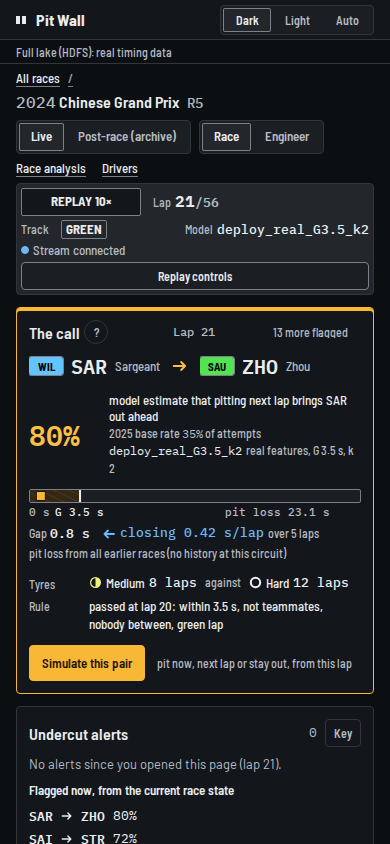 Pit Wall
Dark Light Auto
Full lake (HDFS): real timing data
All races /
2024 Chinese Grand Prix R5
Live Post-race (archive) Race Engineer
Race analysis Drivers
REPLAY 10× Lap 21/56
Track GREEN Model deploy_real_G3.5_k2
Stream connected
Replay controls
The call ? Lap 21 13 more flagged
WIL SAR Sargeant → SAU ZHO Zhou
80%
model estimate that pitting next lap brings SAR
out ahead
2025 base rate 35% of attempts
deploy_real_G3.5_k2 real features, G 3.5 s, k
2
0 s G 3.5 s pit loss 23.1 s
Gap 0.8 s ← closing 0.42 s/lap over 5 laps
pit loss from all earlier races (no history at this circuit)
Tyres Medium 8 laps against Hard 12 laps
Rule passed at lap 20: within 3.5 s, not teammates,
nobody between, green lap
Simulate this pair pit now, next lap or stay out, from this lap
Undercut alerts 0 Key
No alerts since you opened this page (lap 21).
Flagged now, from the current race state
SAR → ZHO 80%
SAI → STR 72%